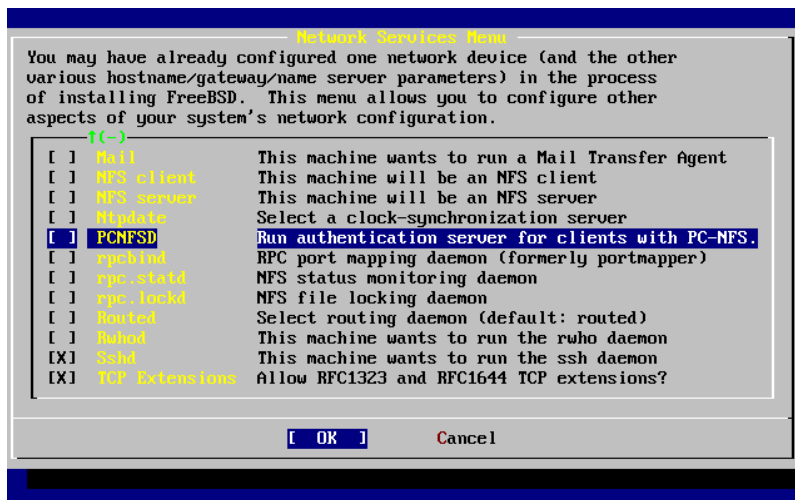 Network Services Menu
You may have already configured one network device (and the other
various hostname/gateway/name server parameters) in the process
of installing FreeBSD.  This menu allows you to configure other
aspects of your system's network configuration.
↑(-)
[ ] Mail This machine wants to run a Mail Transfer Agent
[ ] NFS client This machine will be an NFS client
[ ] NFS server This machine will be an NFS server
[ ] Ntpdate Select a clock-synchronization server
[ ] PCNFSD Run authentication server for clients with PC-NFS.
[ ] rpcbind RPC port mapping daemon (formerly portmapper)
[ ] rpc.statd NFS status monitoring daemon
[ ] rpc.lockd NFS file locking daemon
[ ] Routed Select routing daemon (default: routed)
[ ] Rwhod This machine wants to run the rwho daemon
[X] Sshd This machine wants to run the ssh daemon
[X] TCP Extensions Allow RFC1323 and RFC1644 TCP extensions?
[ OK ] Cancel